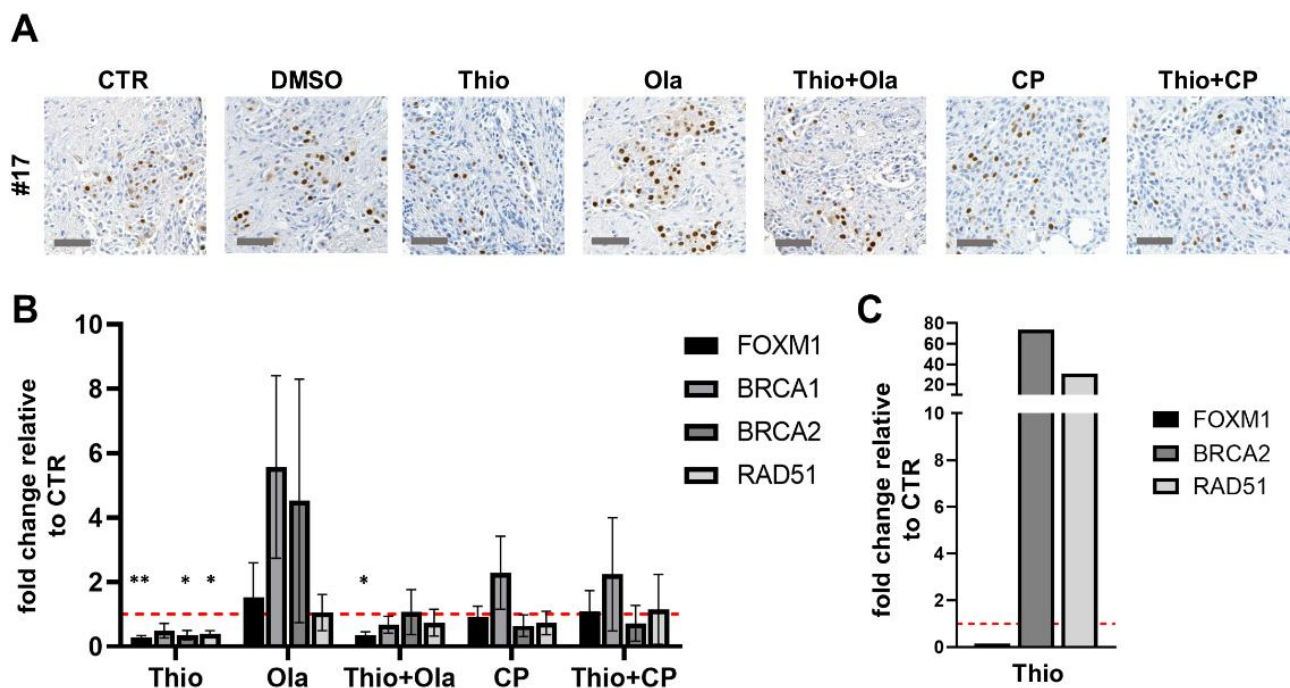 A
CTR DMSO Thio Ola Thio+Ola CP Thio+CP
#17
B
fold change relative
to CTR
10
8
6
4
2
0
** * * *
Thio Ola Thio+Ola CP Thio+CP
FOXM1
BRCA1
BRCA2
RAD51
C
fold change relative
to CTR
80
60
40
20
10
8
6
4
2
0
Thio
FOXM1
BRCA2
RAD51